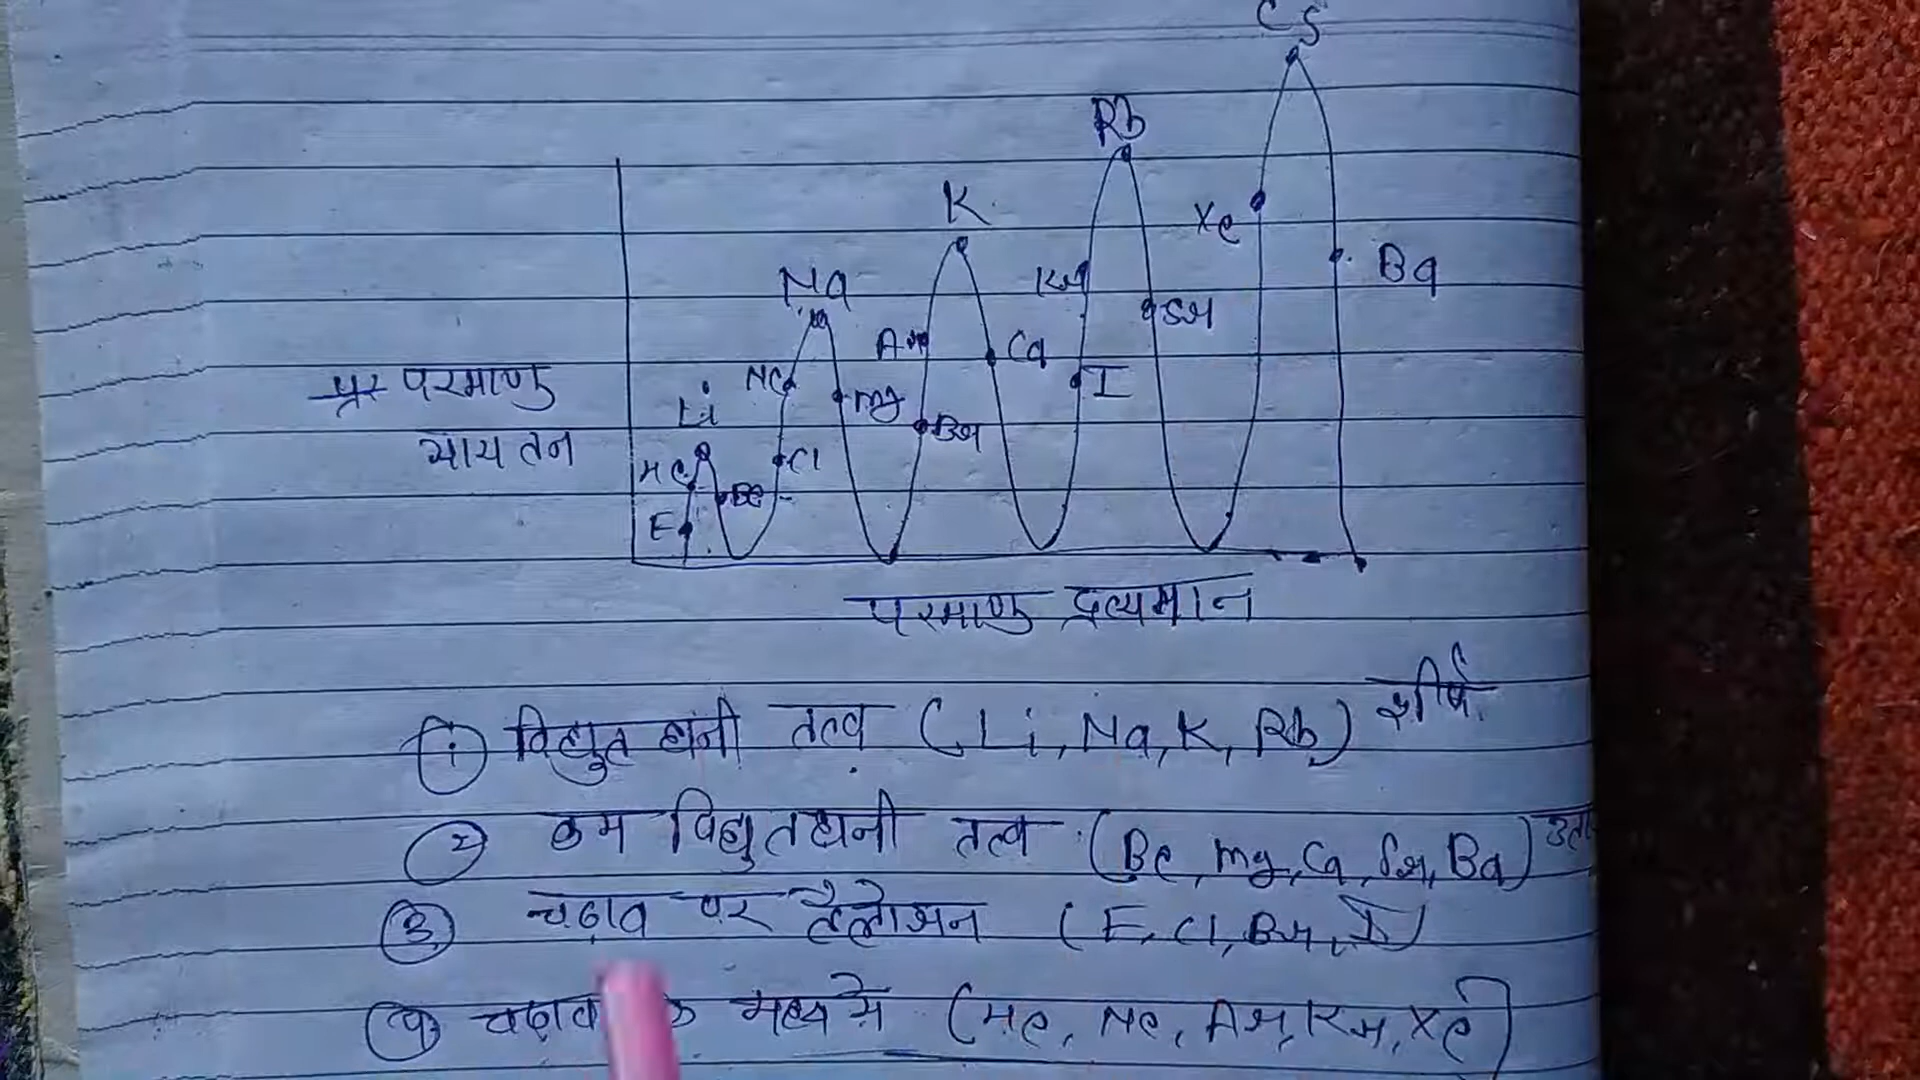 Cs
Rb
K
Xe
Na
Kr
Ba
Sr
Ar
Ca
परमाणु
Ne
Mg
I
Li
आयतन
Br
He
Cl
Be
F
परमाणु द्रव्यमान
① विद्युत धनी तत्व (Li, Na, K, Rb) शीर्ष
② कम विद्युतधनी तत्व (Be, Mg, Ca, Sr, Ba)
③ चढाव पर हैलोजन (F, Cl, Br, I)
④ चढाव के मध्य मे (He, Ne, Ar, Kr, Xe)